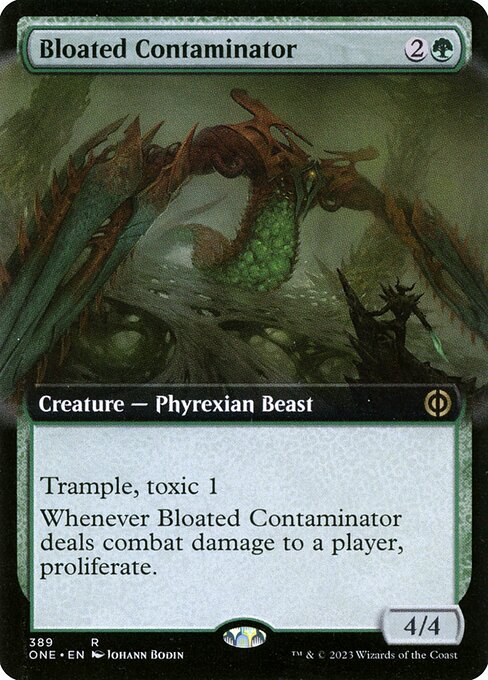 Bloated Contaminator 2
Creature — Phyrexian Beast
Trample, toxic 1
Whenever Bloated Contaminator
deals combat damage to a player,
proliferate.
4/4
389 R
ONE • EN Johann Bodin
™ & © 2023 Wizards of the Coast